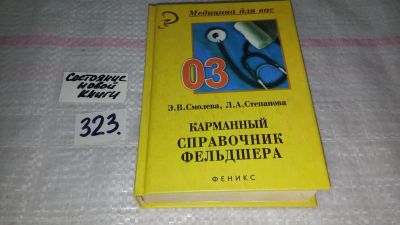 Состояние
новой
книги
323.
Медицина для вас
03
Э.В.Смолева, Л.А.Степанова
КАРМАННЫЙ
СПРАВОЧНИК
ФЕЛЬДШЕРА
ФЕНИКС